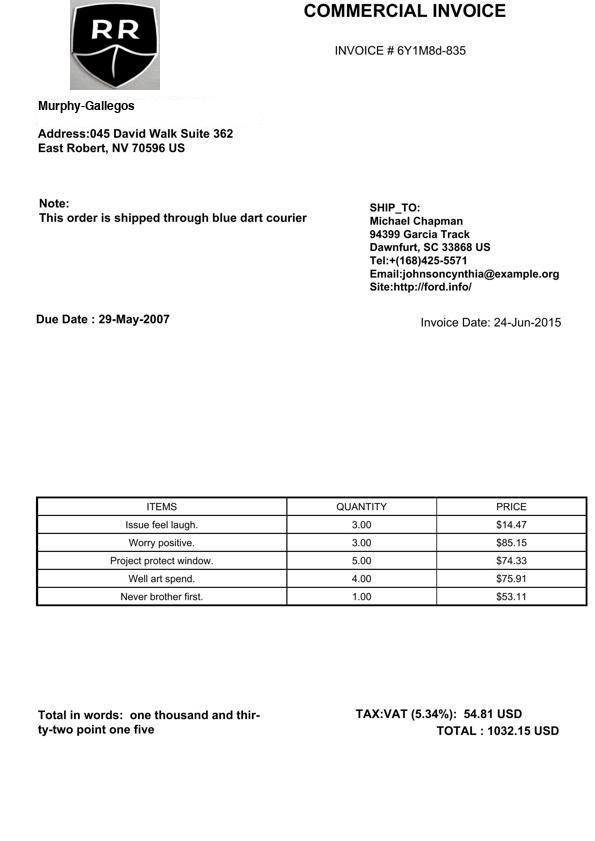 RR
COMMERCIAL INVOICE
INVOICE # 6Y1M8d-835
Murphy-Gallegos
Address:045 David Walk Suite 362
East Robert, NV 70596 US
Note:
This order is shipped through blue dart courier
SHIP_TO:
Michael Chapman
94399 Garcia Track
Dawnfurt, SC 33868 US
Tel:+(168)425-5571
Email:johnsoncynthia@example.org
Site:http://ford.info/
Due Date : 29-May-2007
Invoice Date: 24-Jun-2015
ITEMS QUANTITY PRICE
Issue feel laugh. 3.00 $14.47
Worry positive. 3.00 $85.15
Project protect window. 5.00 $74.33
Well art spend. 4.00 $75.91
Never brother first. 1.00 $53.11
Total in words: one thousand and thir-
ty-two point one five
TAX:VAT (5.34%): 54.81 USD
TOTAL : 1032.15 USD